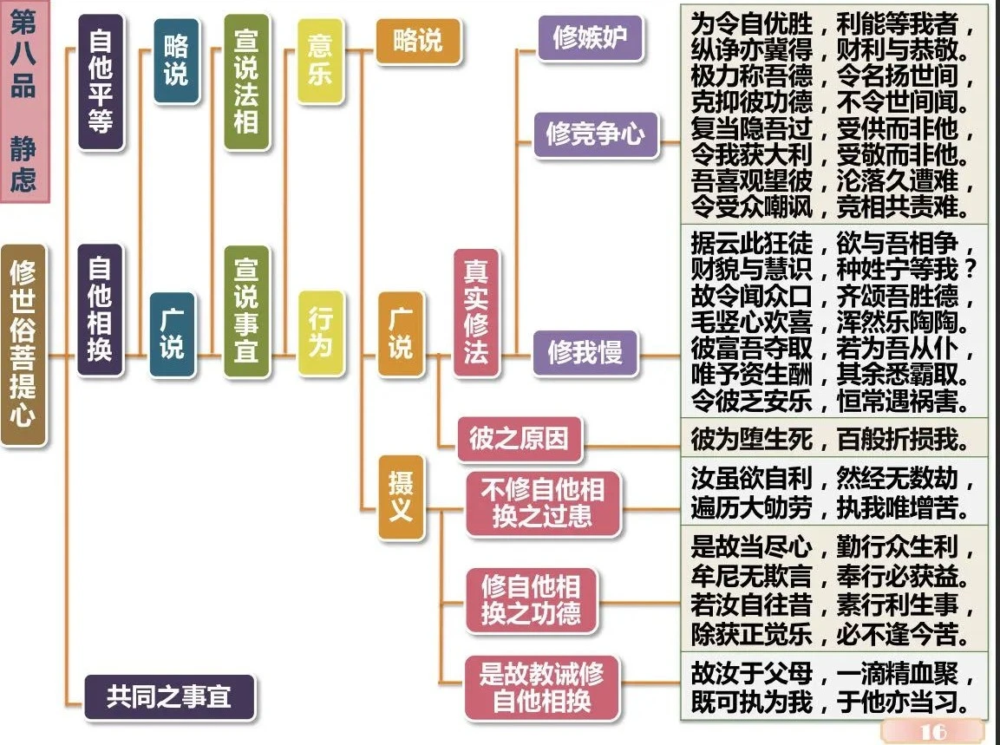 第八品 静虑
修世俗菩提心
自他平等
自他相换
共同之事宜
略说
广说
宣说法相
宣说事宜
意乐
行为
略说
广说
摄义
真实修法
彼之原因
不修自他相
换之过患
修自他相
换之功德
是故教诫修
自他相换
修嫉妒
修竞争心
修我慢
为令自优胜，利能等我者，
纵诤亦冀得，财利与恭敬。
极力称吾德，令名扬世间，
克抑彼功德，不令世间闻。
复当隐吾过，受供而非他，
令我获大利，受敬而非他。
吾喜观望彼，沦落久遭难，
令受众嘲讽，竞相共责难。
据云此狂徒，欲与吾相争，
财貌与慧识，种姓宁等我？
故令闻众口，齐颂吾胜德，
毛竖心欢喜，浑然乐陶陶。
彼富吾夺取，若为吾从仆，
唯予资生酬，其余悉霸取。
令彼乏安乐，恒常遇祸害。
彼为堕生死，百般折损我。
汝虽欲自利，然经无数劫，
遍历大劬劳，执我唯增苦。
是故当尽心，勤行众生利，
牟尼无欺言，奉行必获益。
若汝自往昔，素行利生事，
除获正觉乐，必不逢今苦。
故汝于父母，一滴精血聚，
既可执为我，于他亦当习。
16